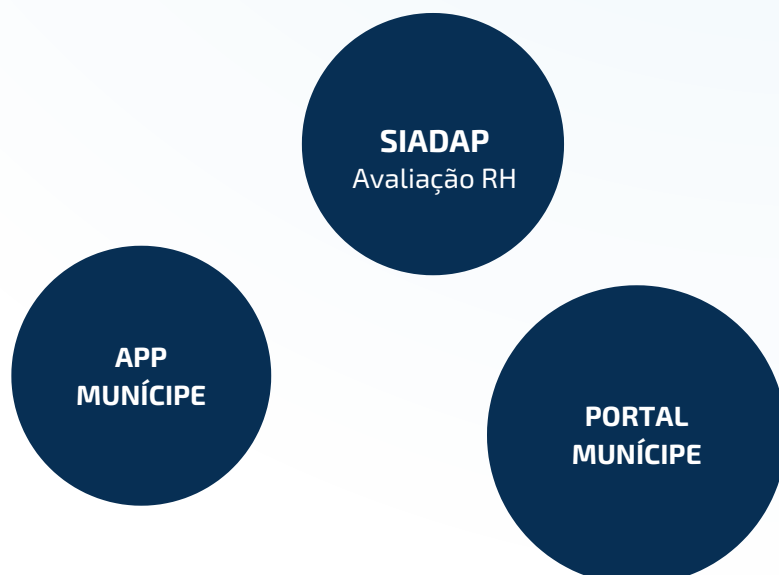 SIADAP
Avaliação RH
APP
MUNÍCIPE
PORTAL
MUNÍCIPE